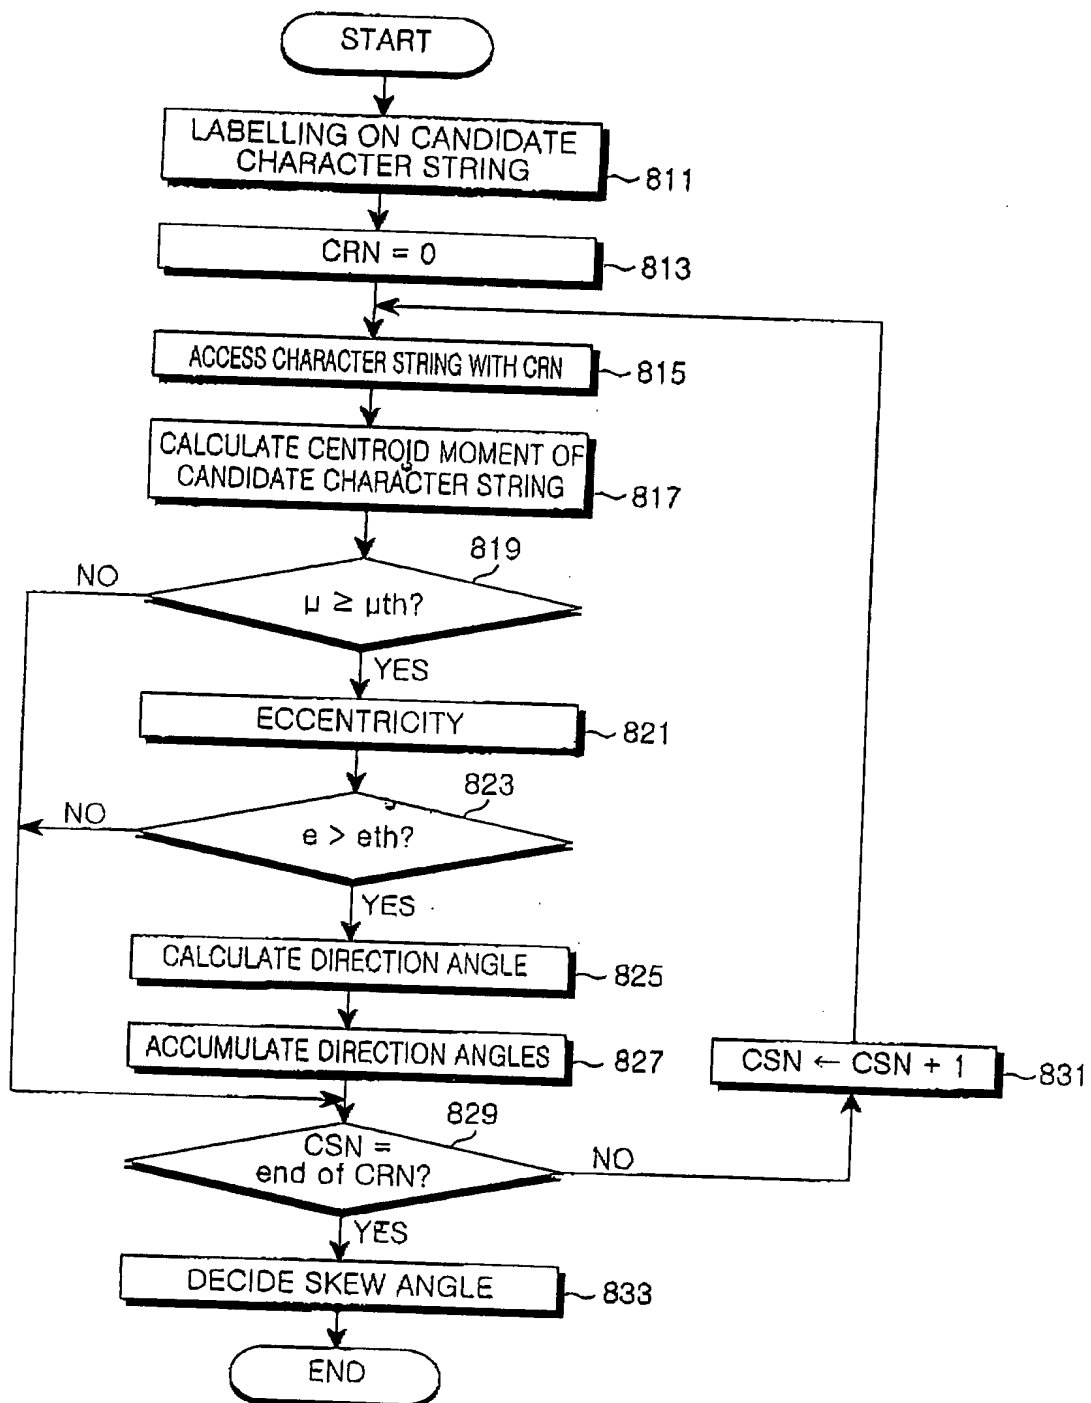 START
LABELLING ON CANDIDATE
CHARACTER STRING
811
CRN = 0
813
ACCESS CHARACTER STRING WITH CRN
815
CALCULATE CENTROID MOMENT OF
CANDIDATE CHARACTER STRING
817
819
NO
μ ≥ μth?
YES
ECCENTRICITY
821
823
NO
e > eth?
YES
CALCULATE DIRECTION ANGLE
825
ACCUMULATE DIRECTION ANGLES
827
CSN ← CSN + 1
831
829
CSN =
end of CRN?
NO
YES
DECIDE SKEW ANGLE
833
END